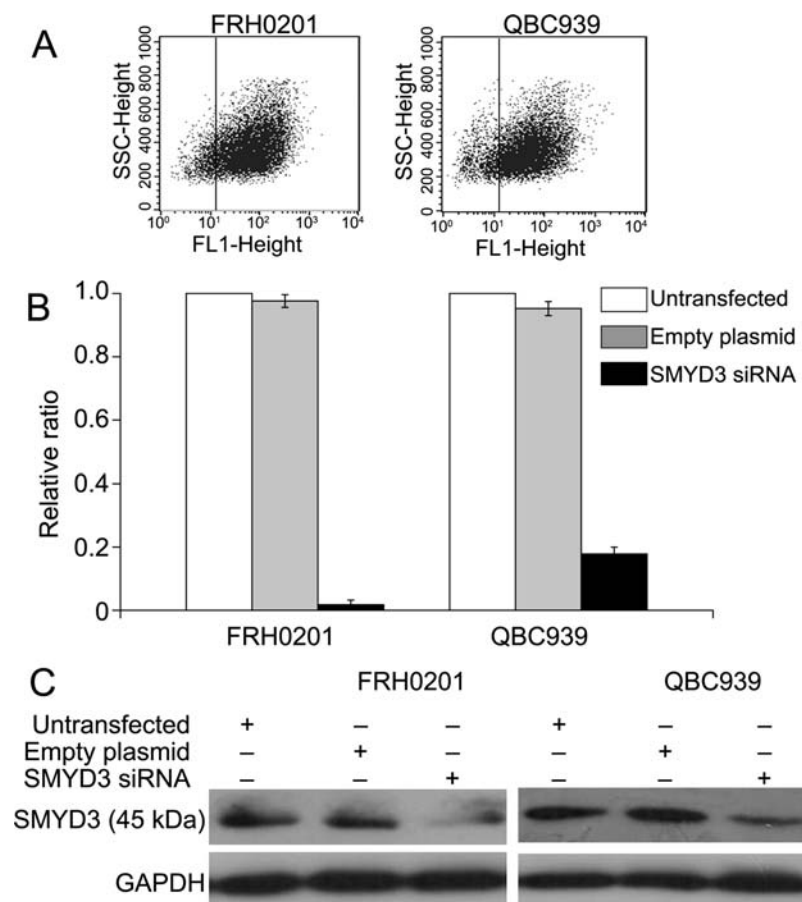 A
FRH0201
QBC939
SSC-Height
0 200 400 600 800 1000
10⁰ 10¹ 10² 10³ 10⁴
FL1-Height
SSC-Height
0 200 400 600 800 1000
10⁰ 10¹ 10² 10³ 10⁴
FL1-Height
B
Relative ratio
1.0
0.8
0.6
0.4
0.2
0
FRH0201
QBC939
Untransfected
Empty plasmid
SMYD3 siRNA
C
FRH0201 QBC939
Untransfected + – – + – –
Empty plasmid – + – – + –
SMYD3 siRNA – – + – – +
SMYD3 (45 kDa)
GAPDH